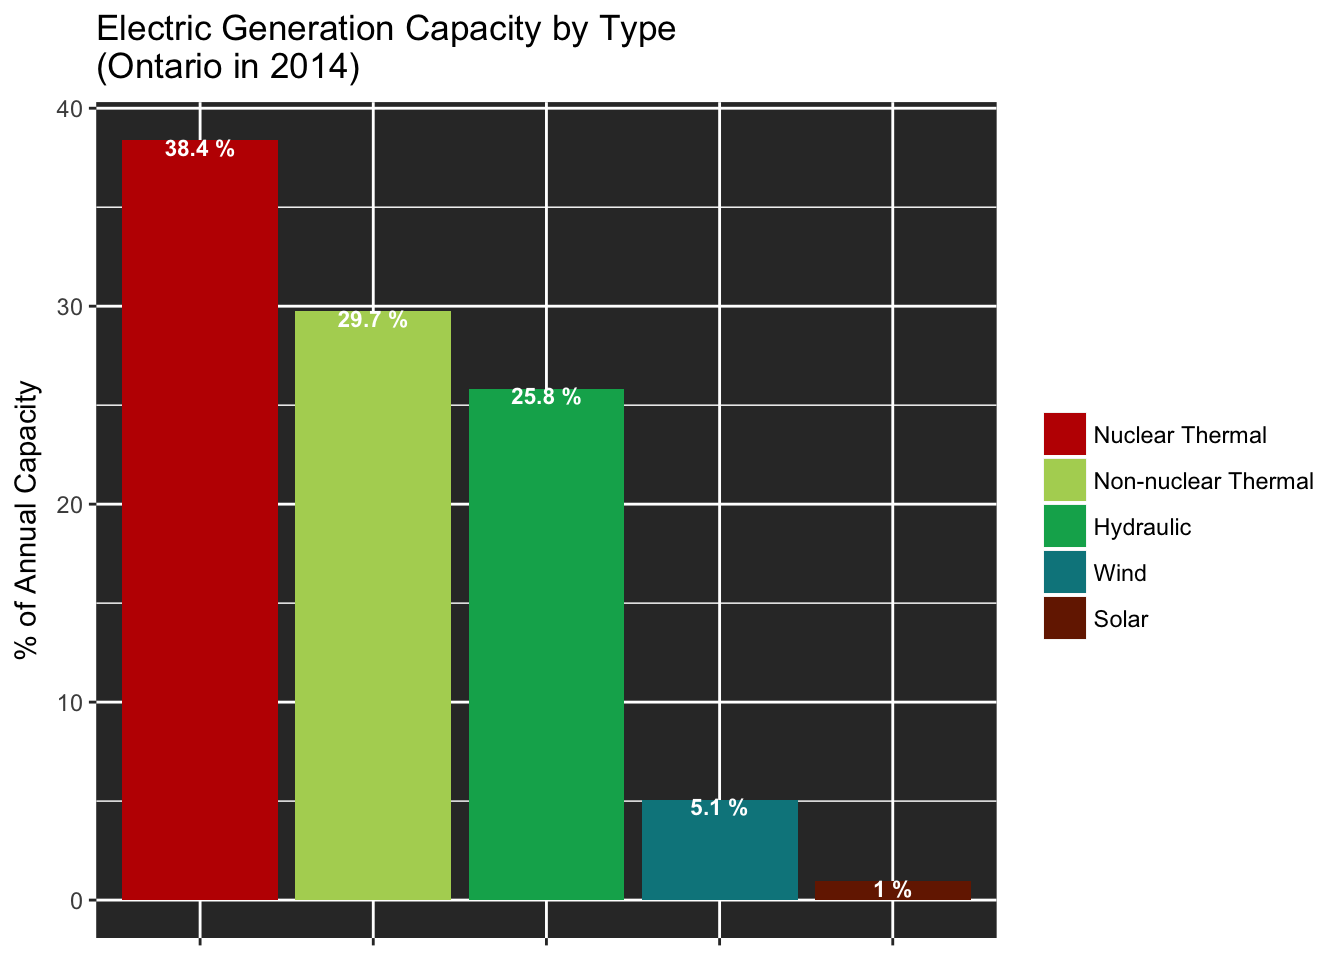 Electric Generation Capacity by Type
(Ontario in 2014)
% of Annual Capacity
40
30
20
10
0
38.4 %
29.7 %
25.8 %
5.1 %
1 %
Nuclear Thermal
Non-nuclear Thermal
Hydraulic
Wind
Solar